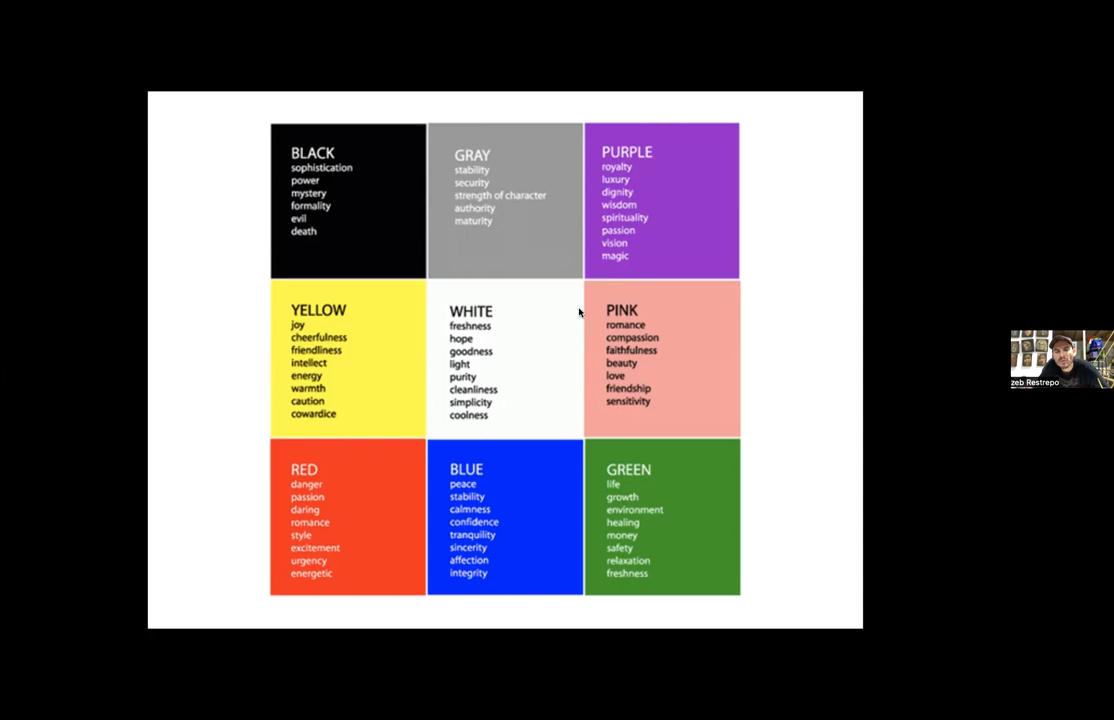 BLACK
sophistication
power
mystery
formality
evil
death
GRAY
stability
security
strength of character
authority
maturity
PURPLE
royalty
luxury
dignity
wisdom
spirituality
passion
vision
magic
YELLOW
joy
cheerfulness
friendliness
intellect
energy
warmth
caution
cowardice
WHITE
freshness
hope
goodness
light
purity
cleanliness
simplicity
coolness
PINK
romance
compassion
faithfulness
beauty
love
friendship
sensitivity
RED
danger
passion
daring
romance
style
excitement
urgency
energetic
BLUE
peace
stability
calmness
confidence
tranquility
sincerity
affection
integrity
GREEN
life
growth
environment
healing
money
safety
relaxation
freshness
zeb Restrepo